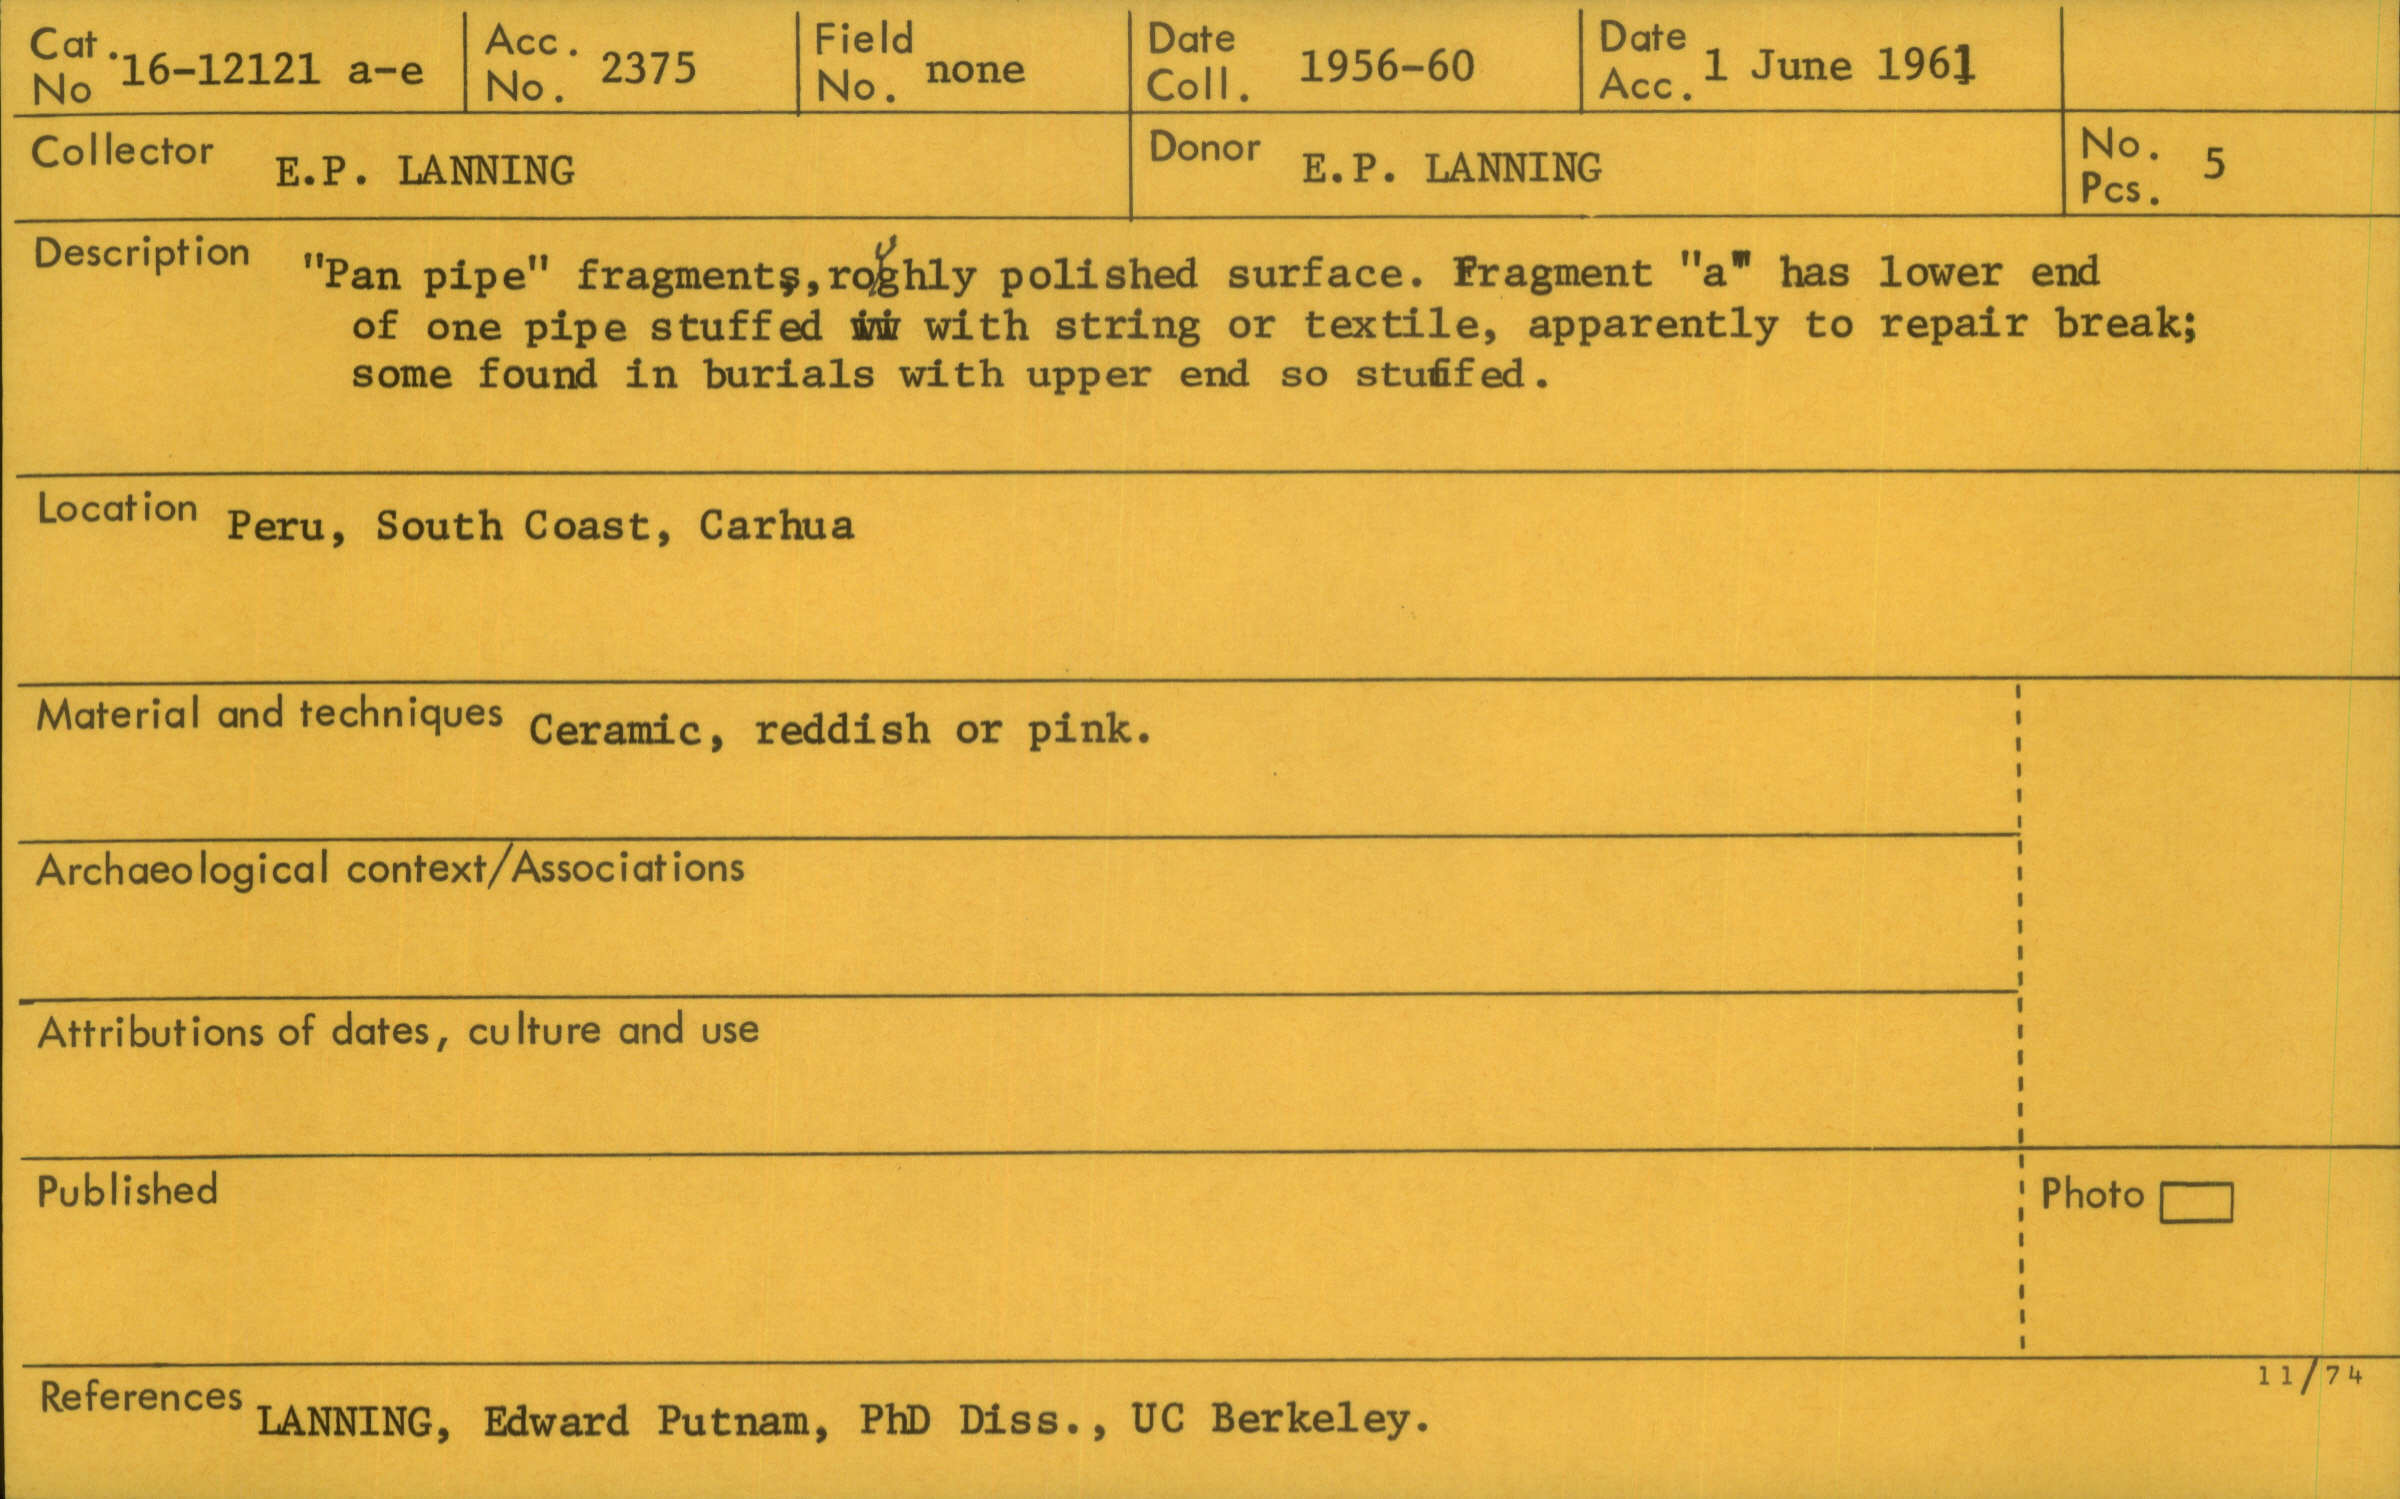 Cat. No 16-12121 a-e Acc. No. 2375 Field No. none Date Coll. 1956-60 Date Acc. 1 June 1961
Collector E.P. LANNING Donor E.P. LANNING No. Pcs. 5
Description "Pan pipe" fragments, roughly polished surface. Fragment "a" has lower end
of one pipe stuffed with string or textile, apparently to repair break;
some found in burials with upper end so stuffed.
Location Peru, South Coast, Carhua
Material and techniques Ceramic, reddish or pink.
Archaeological context/Associations
Attributions of dates, culture and use
Published Photo
11/74
References LANNING, Edward Putnam, PhD Diss., UC Berkeley.